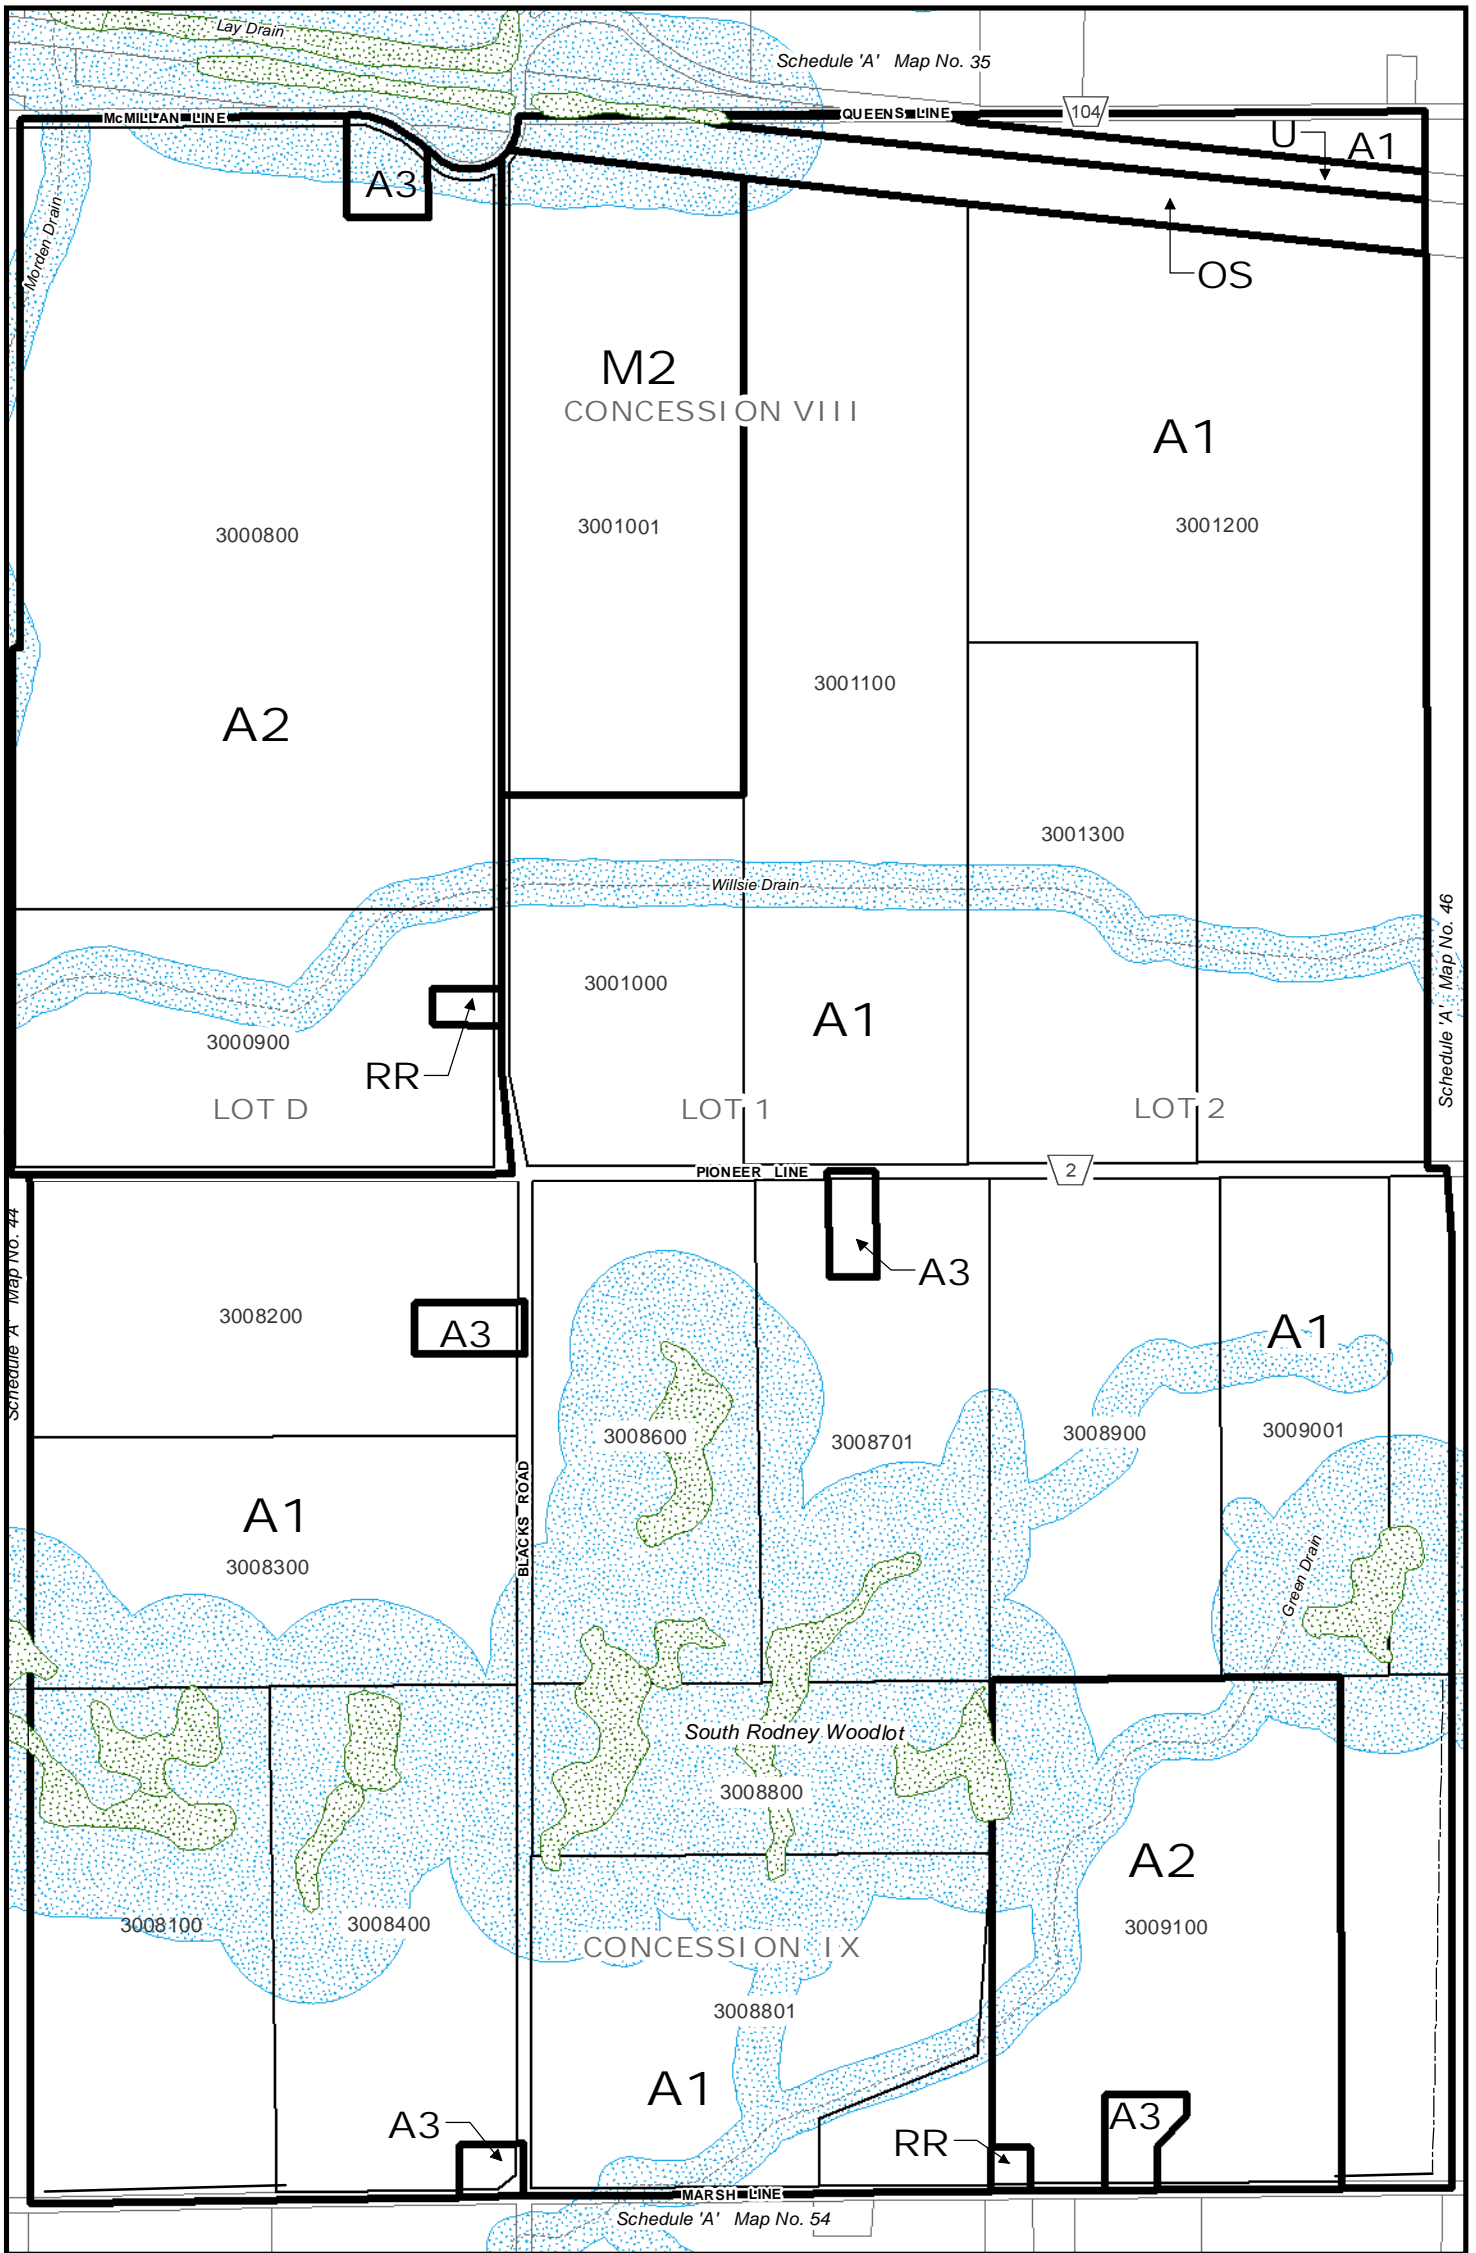 Lay Drain
Schedule 'A' Map No. 35
McMILLAN LINE
QUEENS LINE
104
U
A1
A3
Morden Drain
OS
M2
CONCESSION VIII
A1
3000800
3001001
3001200
3001100
A2
3001300
Willsie Drain
Schedule 'A' Map No. 46
3001000
A1
3000900
RR
LOT D
LOT 1
LOT 2
PIONEER LINE
2
Schedule 'A' Map No. 44
A3
3008200
A3
A1
3008600
3008701
3008900
3009001
BLACKS ROAD
A1
3008300
Green Drain
South Rodney Woodlot
3008800
A2
3008100
3008400
3009100
CONCESSION IX
3008801
A1
A3
A3
RR
MARSH LINE
Schedule 'A' Map No. 54